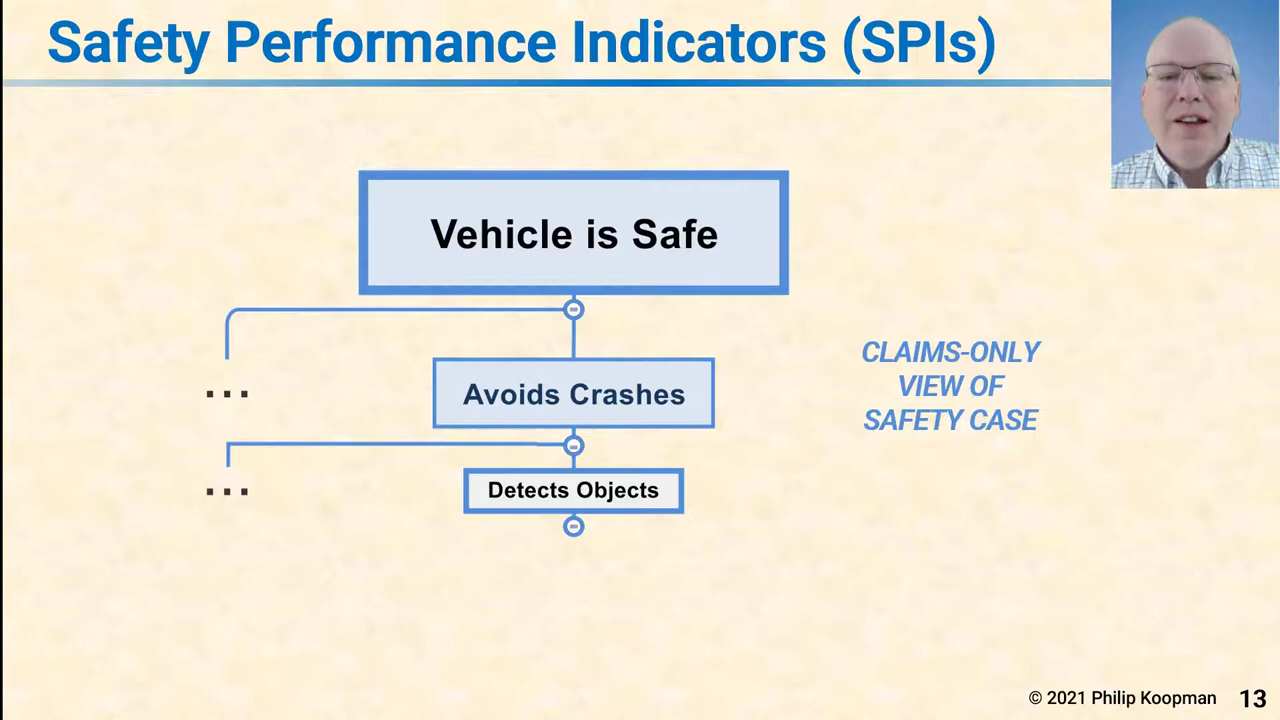 Safety Performance Indicators (SPIs)
Vehicle is Safe
...
Avoids Crashes
CLAIMS-ONLY
VIEW OF
SAFETY CASE
...
Detects Objects
© 2021 Philip Koopman 13